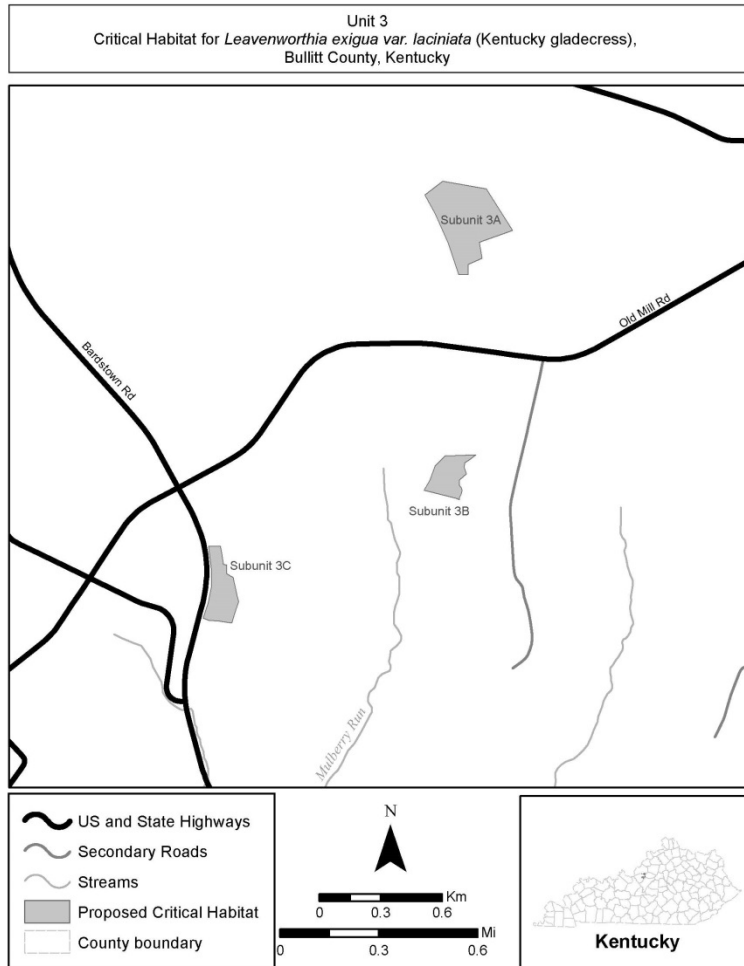 Unit 3
Critical Habitat for Leavenworthia exigua var. laciniata (Kentucky gladecress),
Bullitt County, Kentucky
Subunit 3A
Old Mill Rd
Bardstown Rd
Subunit 3B
Subunit 3C
Mulberry Run
US and State Highways
Secondary Roads
Streams
Proposed Critical Habitat
County boundary
N
Km
0 0.3 0.6
Mi
0 0.3 0.6
Kentucky